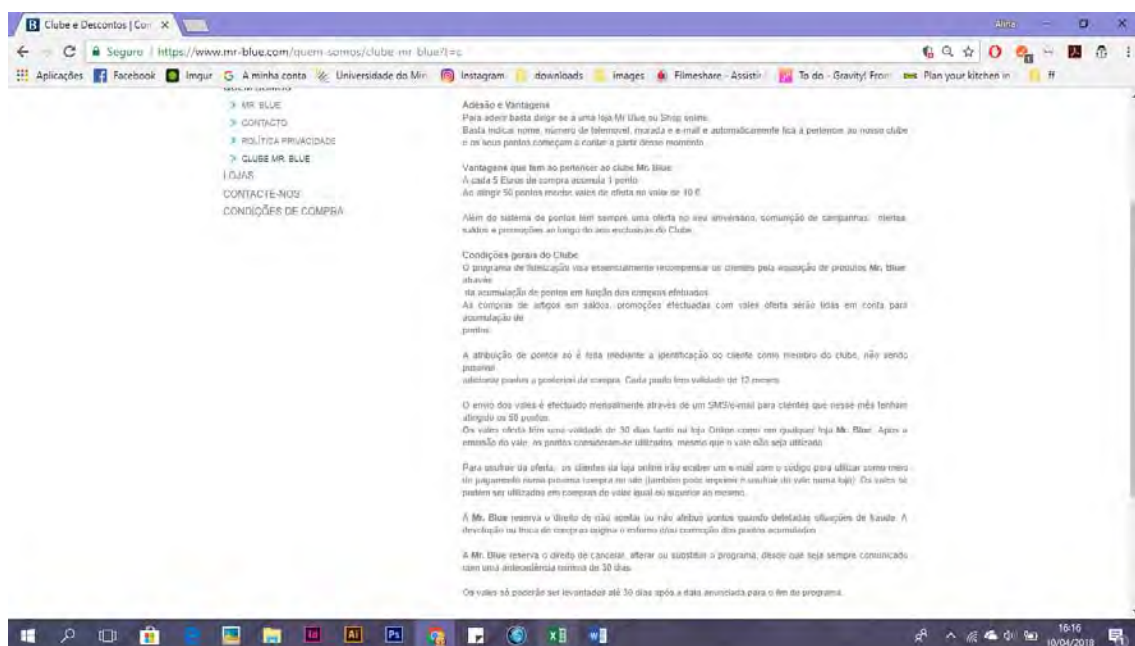 Clube e Descontos | Con
Alina
Seguro | https://www.mr-blue.com/quem-somos/clube-mr-blue?l=c
Aplicações Facebook Imgur A minha conta Universidade do Min Instagram downloads images Filmeshare - Assistir To do - Gravity! From Plan your kitchen in ff
QUEM SOMOS
MR. BLUE
CONTACTO
POLÍTICA PRIVACIDADE
CLUBE MR. BLUE
LOJAS
CONTACTE-NOS
CONDIÇÕES DE COMPRA
Adesão e Vantagens
Para aderir basta dirigir-se a uma loja Mr Blue ou Shop online.
Basta indicar nome, número de telemóvel, morada e e-mail e automaticamente fica a pertencer ao nosso clube
e os seus pontos começam a contar a partir desse momento.
Vantagens que tem ao pertencer ao clube Mr. Blue:
A cada 5 Euros de compra acumula 1 ponto
Ao atingir 50 pontos recebe vales de oferta no valor de 10 €
Além do sistema de pontos tem sempre uma oferta no seu aniversário, comunição de campanhas, ofertas,
saldos e promoções ao longo do ano exclusivas do Clube.
Condições gerais do Clube
O programa de fidelização visa essencialmente recompensar os clientes pela aquisição de produtos Mr. Blue
através
da acumulação de pontos em função das compras efetuadas.
As compras de artigos em saldos, promoções efectuadas com vales oferta serão tidas em conta para
acumulação de
pontos.
A atribuição de pontos só é feita mediante a identificação do cliente como membro do clube, não sendo
possível
adicionar pontos a posteriori da compra. Cada ponto tem validade de 12 meses.
O envio dos vales é efectuado mensalmente através de um SMS/e-mail para clientes que nesse mês tenham
atingido os 50 pontos.
Os vales oferta têm uma validade de 30 dias tanto na loja Online como em qualquer loja Mr. Blue. Após a
emissão do vale, os pontos consideram-se utilizados, mesmo que o vale não seja utilizado.
Para usufruir da oferta, os clientes da loja online irão receber um e-mail com o código para utilizar como meio
de pagamento numa próxima compra no site (também pode imprimir e usufruir do vale numa loja). Os vales só
podem ser utilizados em compras de valor igual ou superior ao mesmo.
A Mr. Blue reserva o direito de não aceitar ou não atribuir pontos quando detetadas situações de fraude. A
devolução ou troca de compras origina o estorno e/ou correcção dos pontos acumulados.
A Mr. Blue reserva o direito de cancelar, alterar ou substituir o programa, desde que seja sempre comunicado
com uma antecedência mínima de 30 dias.
Os vales só poderão ser levantados até 30 dias após a data anunciada para o fim do programa.
16:16
10/04/2018